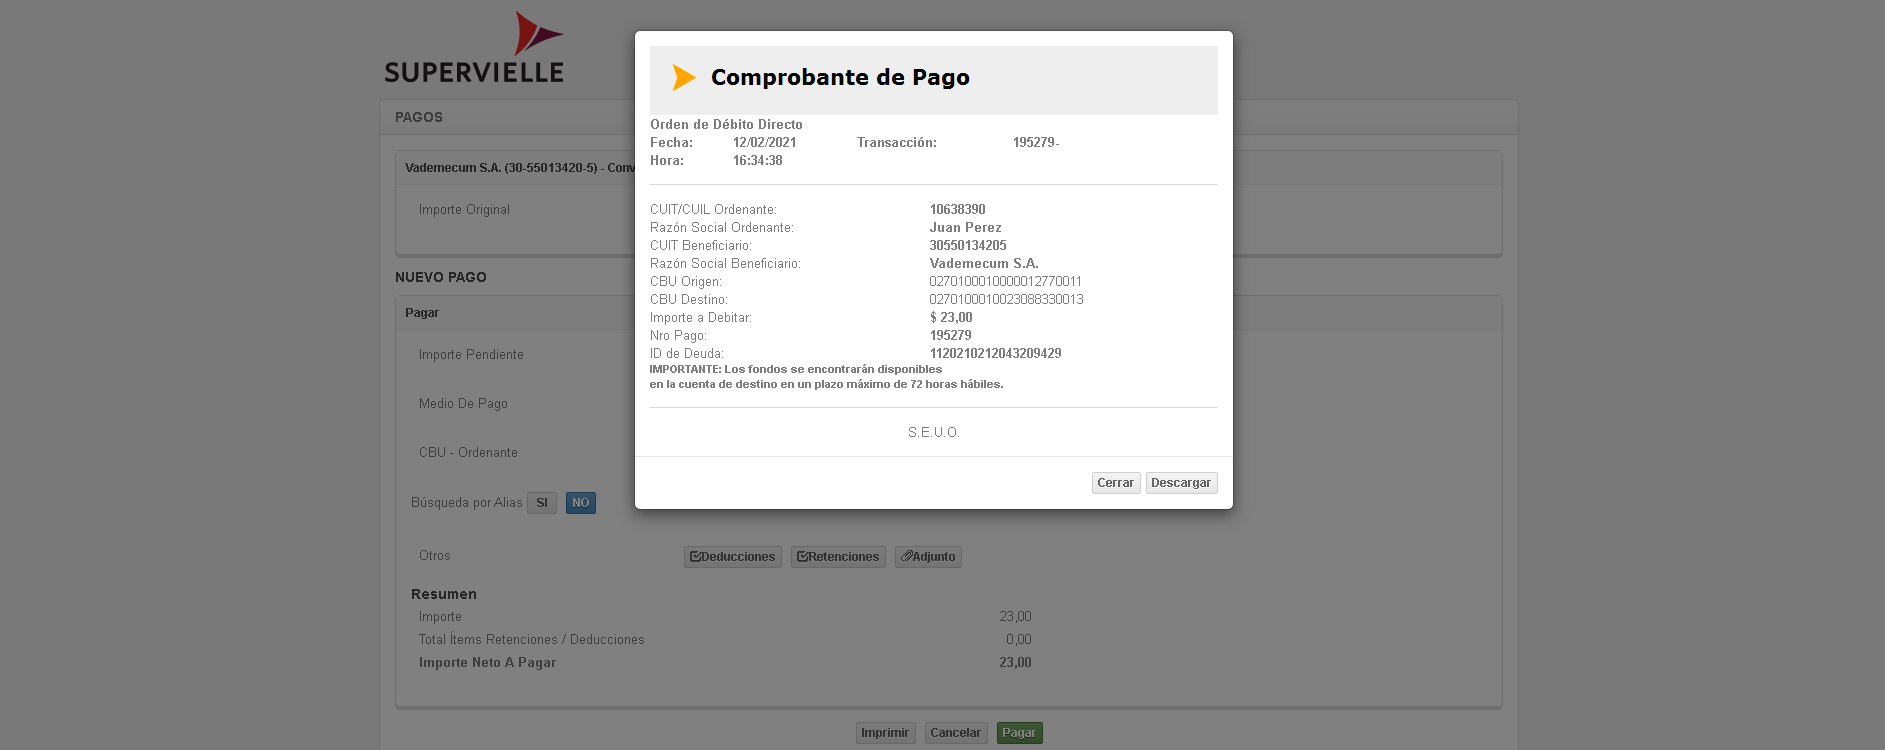 SUPERVIELLE
PAGOS
Vademecum S.A. (30-55013420-5) - Conv
Importe Original
NUEVO PAGO
Pagar
Importe Pendiente
Medio De Pago
CBU - Ordenante
Búsqueda por Alias SI NO
Otros Deducciones Retenciones Adjunto
Resumen
Importe 23,00
Total Ítems Retenciones / Deducciones 0,00
Importe Neto A Pagar 23,00
Imprimir Cancelar Pagar
Comprobante de Pago
Orden de Débito Directo
Fecha: 12/02/2021 Transacción: 195279-
Hora: 16:34:38
CUIT/CUIL Ordenante: 10638390
Razón Social Ordenante: Juan Perez
CUIT Beneficiario: 30550134205
Razón Social Beneficiario: Vademecum S.A.
CBU Origen: 0270100010000012770011
CBU Destino: 0270100010023088330013
Importe a Debitar: $ 23,00
Nro Pago: 195279
ID de Deuda: 1120210212043209429
IMPORTANTE: Los fondos se encontrarán disponibles
en la cuenta de destino en un plazo máximo de 72 horas hábiles.
S.E.U.O.
Cerrar Descargar